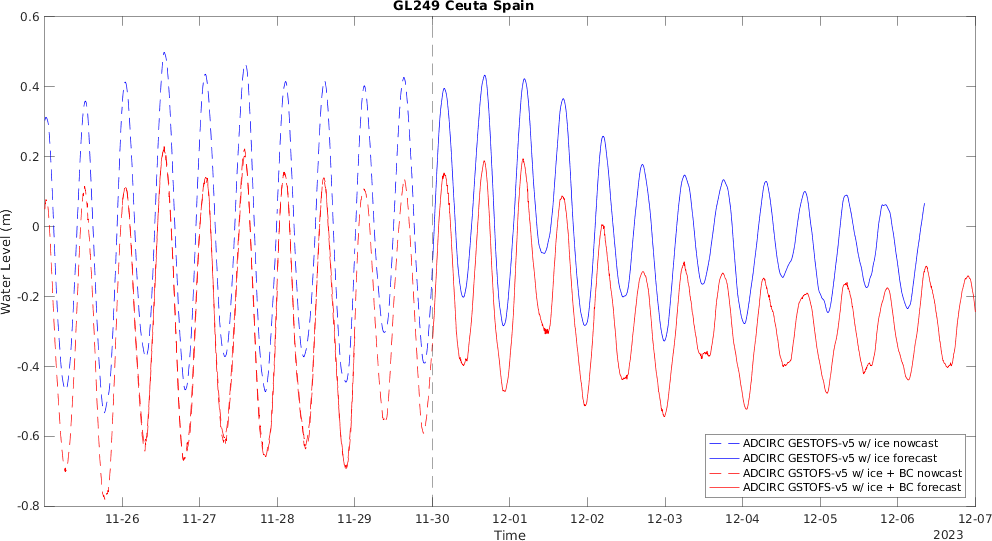 GL249 Ceuta Spain
0.6
0.4
0.2
0
-0.2
-0.4
-0.6
-0.8
Water Level (m)
ADCIRC GESTOFS-v5 w/ ice nowcast
ADCIRC GESTOFS-v5 w/ ice forecast
ADCIRC GSTOFS-v5 w/ ice + BC nowcast
ADCIRC GSTOFS-v5 w/ ice + BC forecast
11-26 11-27 11-28 11-29 11-30 12-01 12-02 12-03 12-04 12-05 12-06 12-07
Time
2023